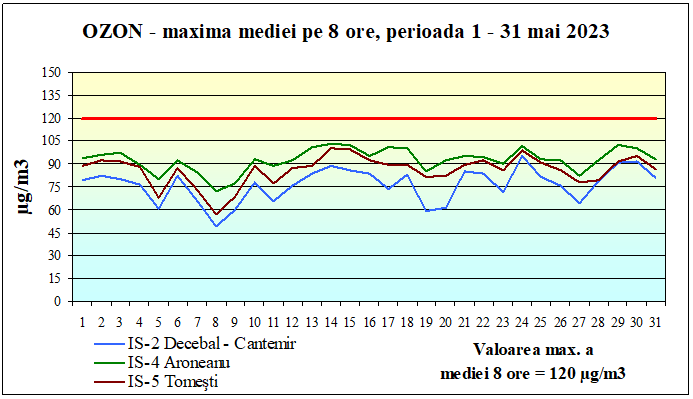 OZON - maxima mediei pe 8 ore, perioada 1 - 31 mai 2023
µg/m3
150
135
120
105
90
75
60
45
30
15
0
1 2 3 4 5 6 7 8 9 10 11 12 13 14 15 16 17 18 19 20 21 22 23 24 25 26 27 28 29 30 31
IS-2 Decebal - Cantemir
IS-4 Aroneanu
IS-5 Tomeşti
Valoarea max. a
mediei 8 ore = 120 µg/m3